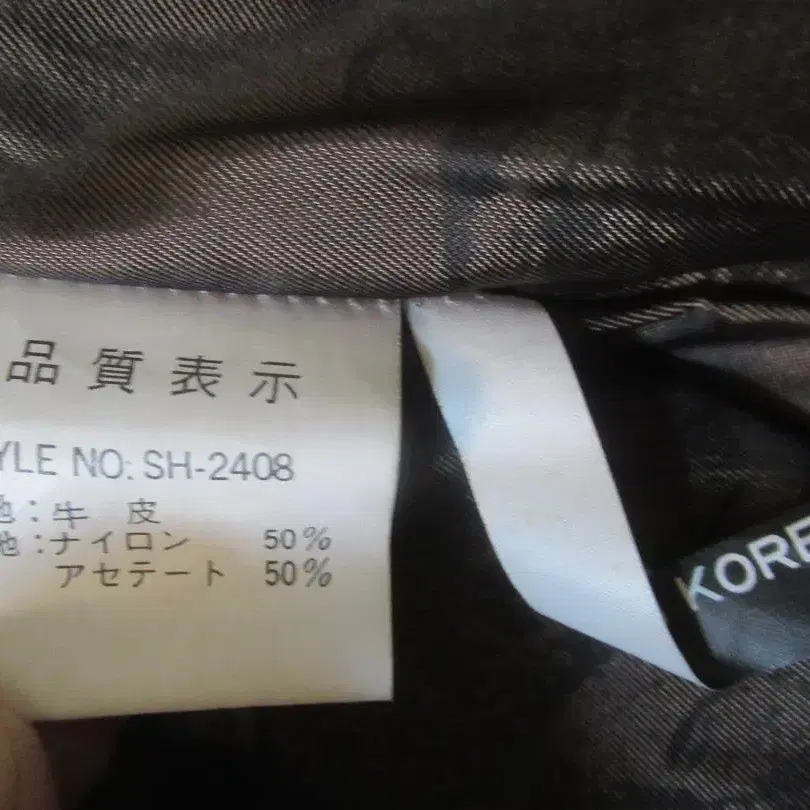 品質表示
YLE NO: SH-2408
地：牛 皮
地：ナイロン 50%
アセテート 50%
KORE